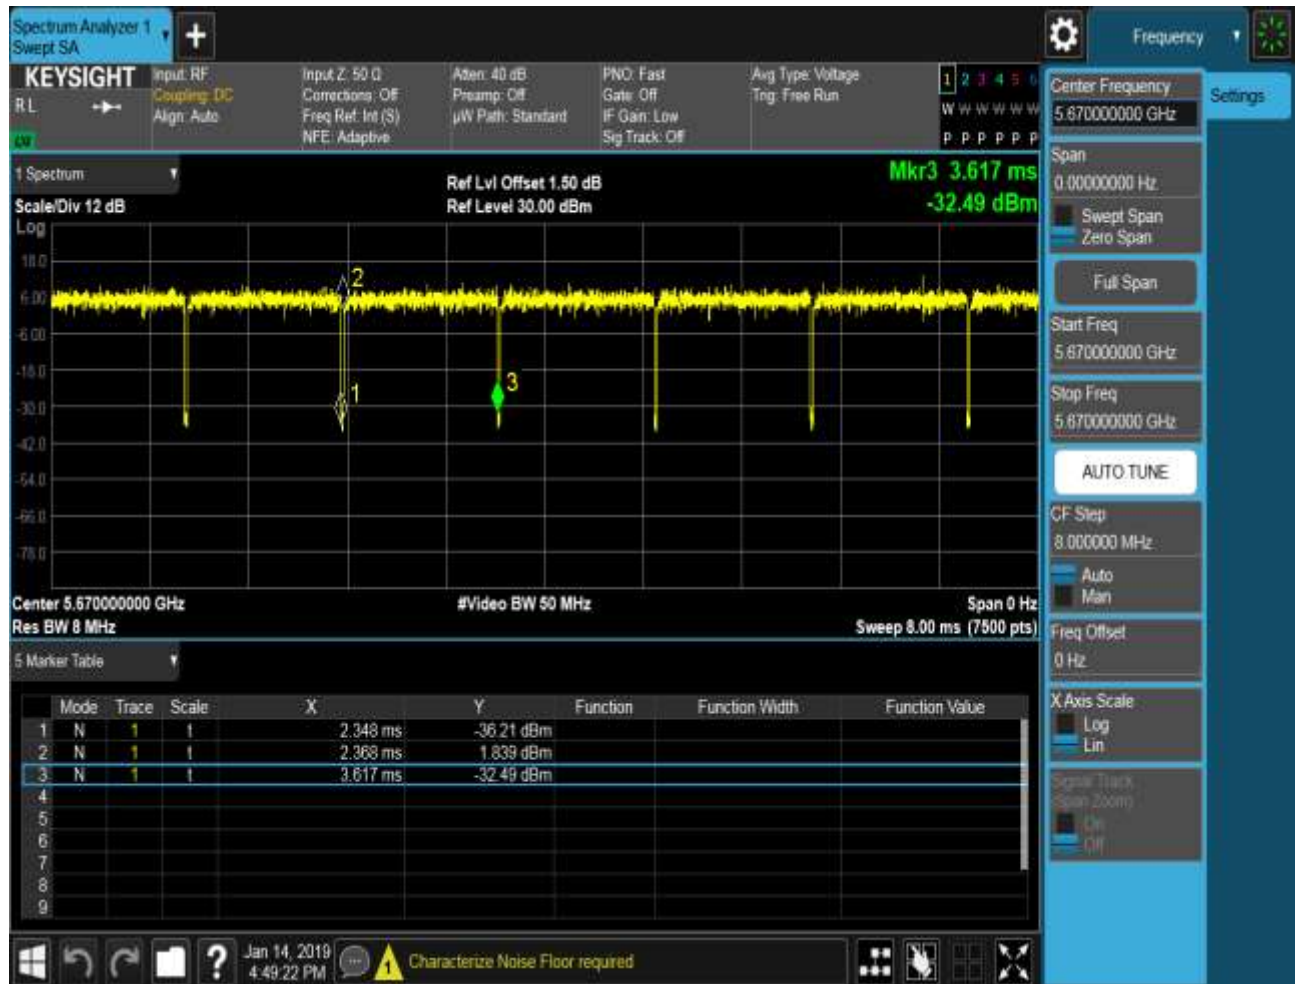 Spectrum Analyzer 1
Swept SA
+
Frequency
KEYSIGHT
RL
Input: RF
Coupling: DC
Align: Auto
Input Z: 50 Ω
Corrections: Off
Freq Ref: Int (S)
NFE: Adaptive
Atten: 40 dB
Preamp: Off
µW Path: Standard
PNO: Fast
Gate: Off
IF Gain: Low
Sig Track: Off
Avg Type: Voltage
Trig: Free Run
1 2 3 4 5 6
W W W W W W
P P P P P P
1 Spectrum
Scale/Div 12 dB
Ref Lvl Offset 1.50 dB
Ref Level 30.00 dBm
Mkr3 3.617 ms
-32.49 dBm
Log
18.0
6.00
-6.00
-18.0
-30.0
-42.0
-54.0
-66.0
-78.0
2
1
3
Center 5.670000000 GHz
#Video BW 50 MHz
Span 0 Hz
Res BW 8 MHz
Sweep 8.00 ms (7500 pts)
5 Marker Table
Mode Trace Scale X Y Function Function Width Function Value
1 N 1 t 2.348 ms -36.21 dBm
2 N 1 t 2.368 ms 1.839 dBm
3 N 1 t 3.617 ms -32.49 dBm
4
5
6
7
8
9
Center Frequency
5.670000000 GHz
Settings
Span
0.00000000 Hz
Swept Span
Zero Span
Full Span
Start Freq
5.670000000 GHz
Stop Freq
5.670000000 GHz
AUTO TUNE
CF Step
8.000000 MHz
Auto
Man
Freq Offset
0 Hz
X Axis Scale
Log
Lin
Signal Track
(Span Zoom)
On
Off
?
Jan 14, 2019
4:49:22 PM
1
Characterize Noise Floor required